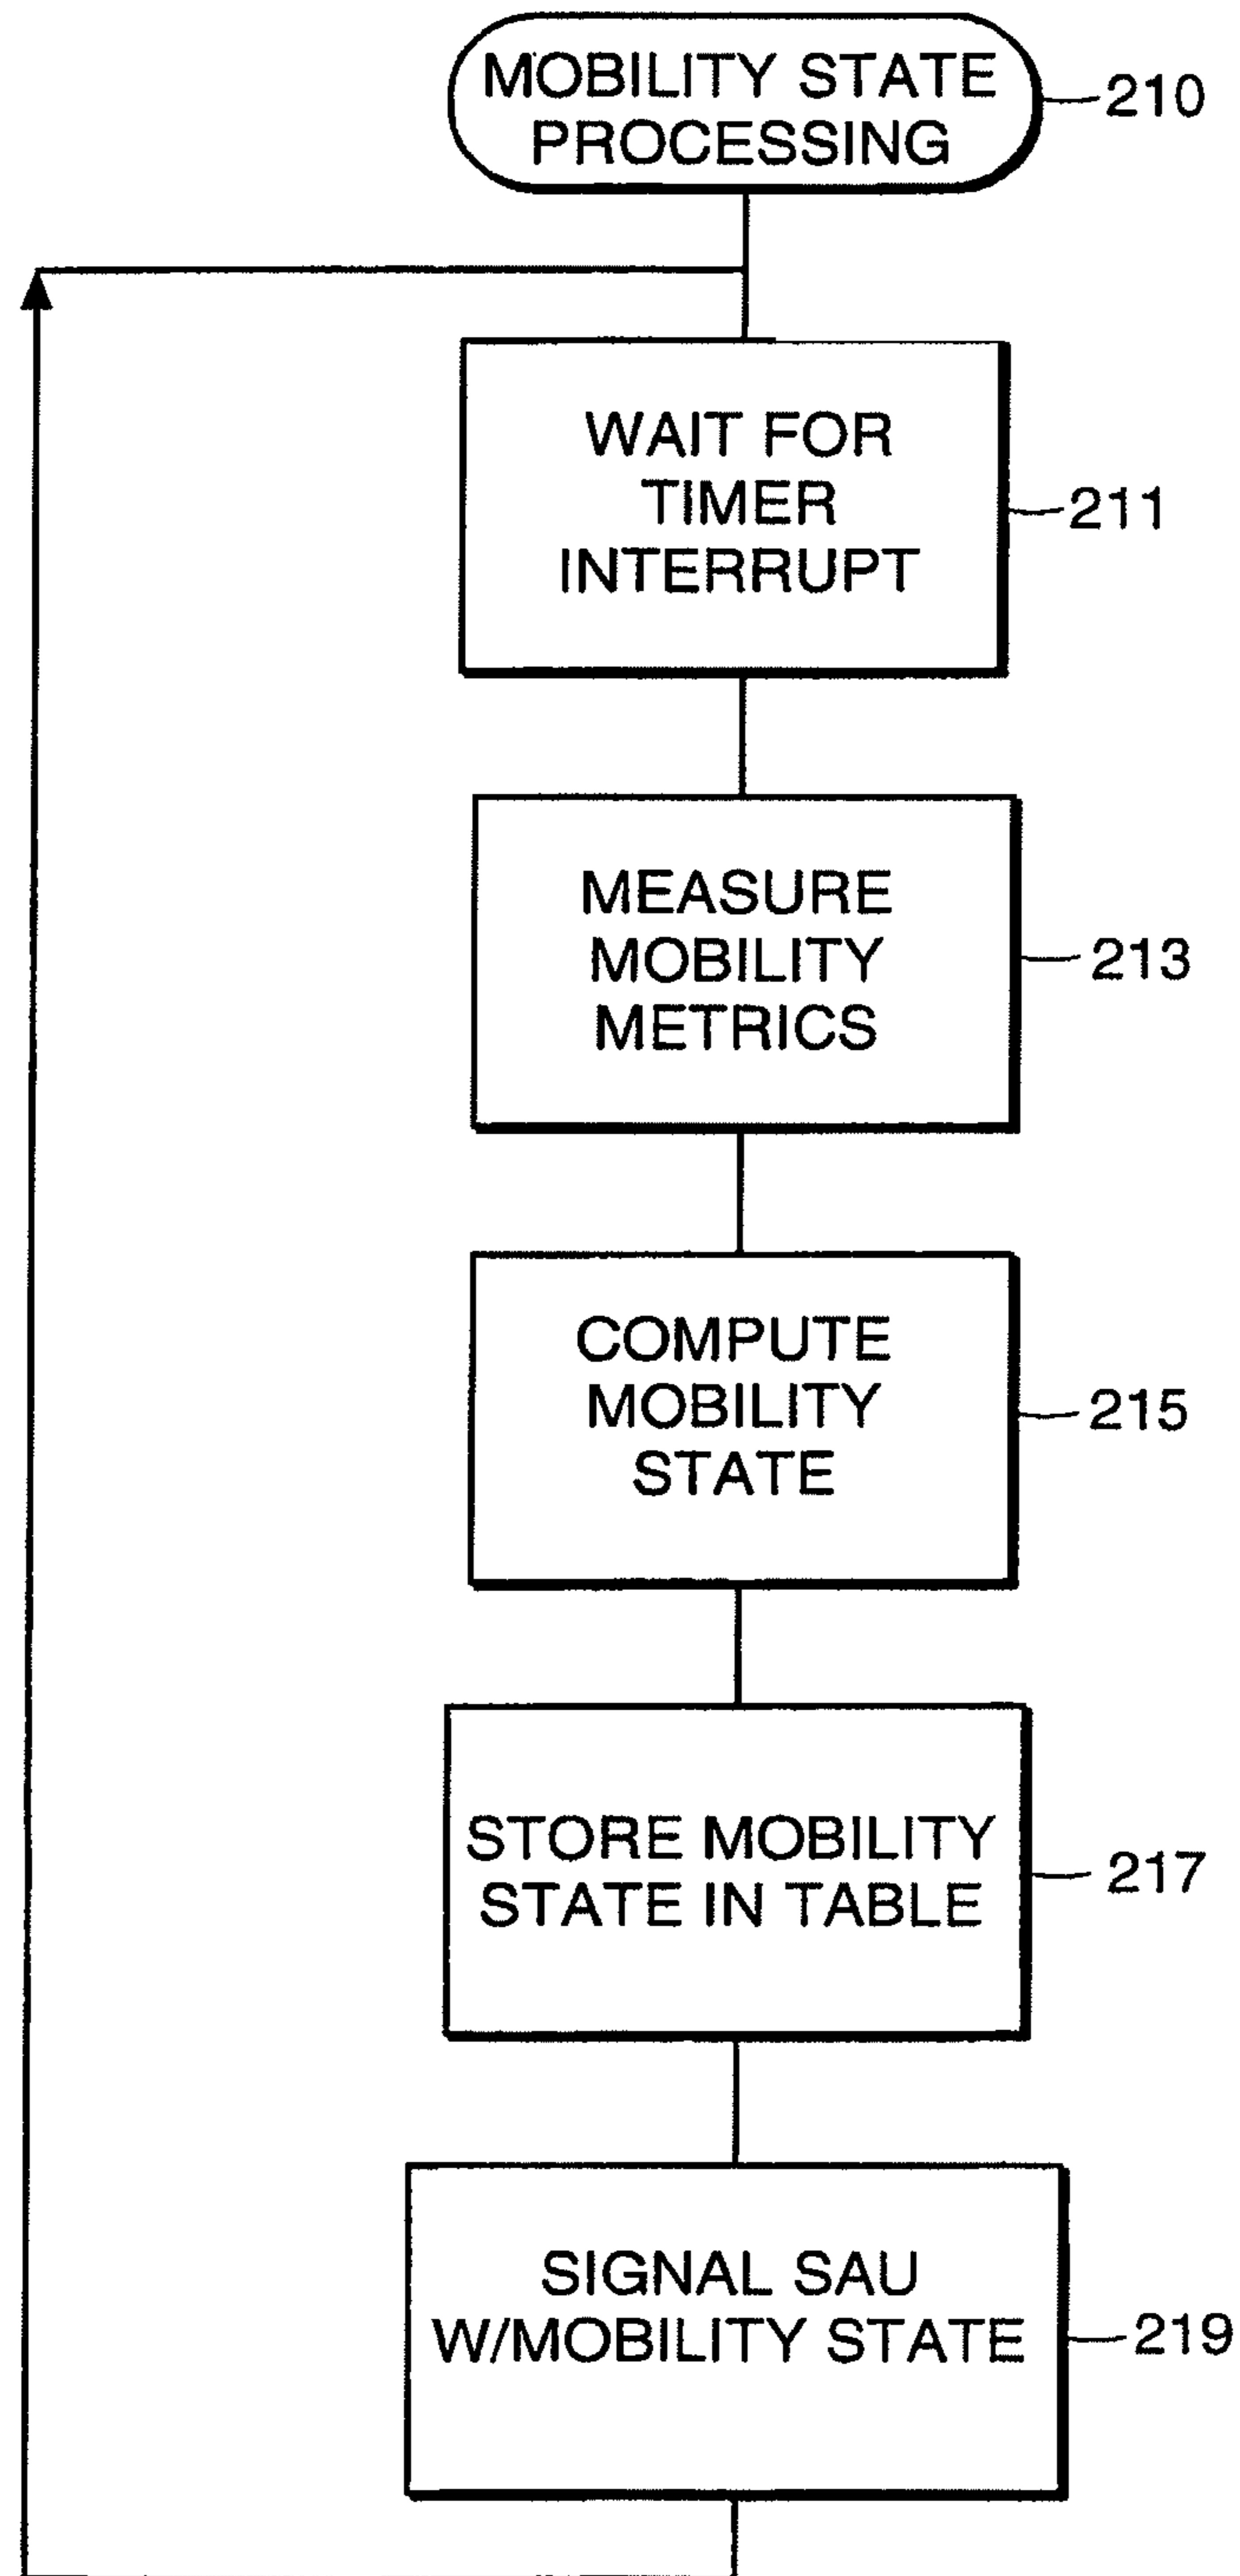 MOBILITY STATE
PROCESSING
210
WAIT FOR
TIMER
INTERRUPT
211
MEASURE
MOBILITY
METRICS
213
COMPUTE
MOBILITY
STATE
215
STORE MOBILITY
STATE IN TABLE
217
SIGNAL SAU
W/MOBILITY STATE
219